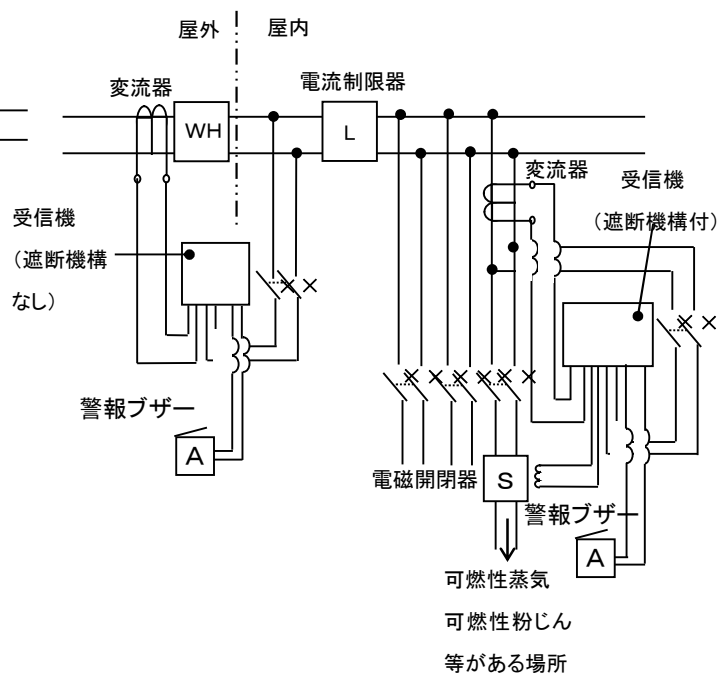 屋外
屋内
変流器
電流制限器
WH
L
変流器
受信機
(遮断機構付)
受信機
(遮断機構
なし)
警報ブザー
A
電磁開閉器
S
警報ブザー
A
可燃性蒸気
可燃性粉じん
等がある場所